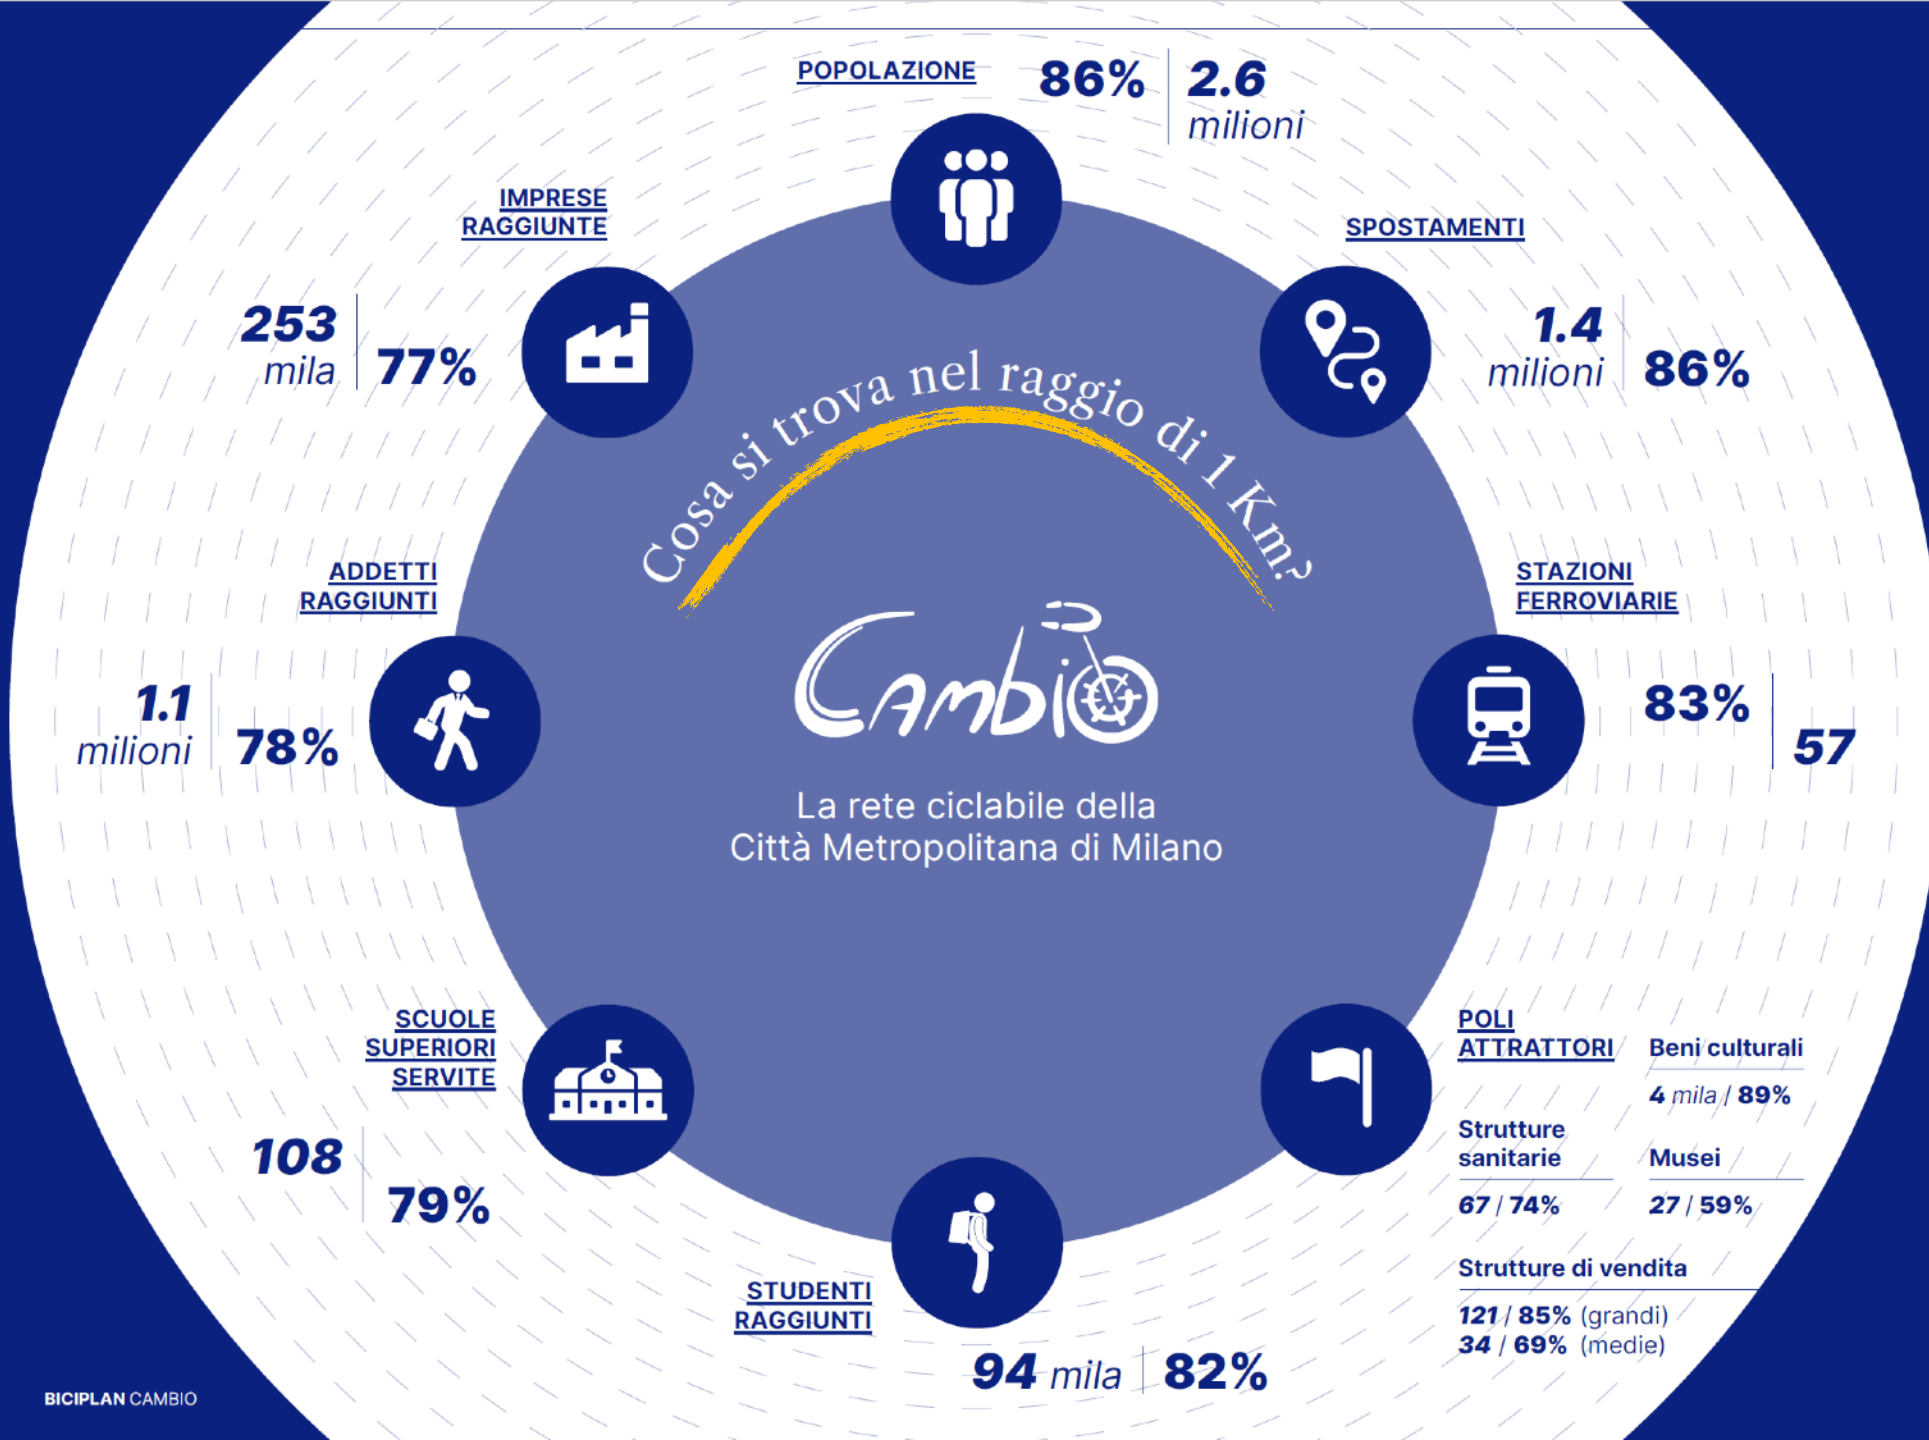 POPOLAZIONE
86%
2.6
milioni
SPOSTAMENTI
1.4
milioni
86%
STAZIONI
FERROVIARIE
83%
57
POLI
ATTRATTORI
Beni culturali
4 mila / 89%
Strutture
sanitarie
67 / 74%
Musei
27 / 59%
Strutture di vendita
121 / 85% (grandi)
34 / 69% (medie)
STUDENTI
RAGGIUNTI
94 mila
82%
SCUOLE
SUPERIORI
SERVITE
108
79%
ADDETTI
RAGGIUNTI
1.1
milioni
78%
IMPRESE
RAGGIUNTE
253
mila
77%
Cosa si trova nel raggio di 1 Km?
CAMbiO
La rete ciclabile della
Città Metropolitana di Milano
BICIPLAN CAMBIO